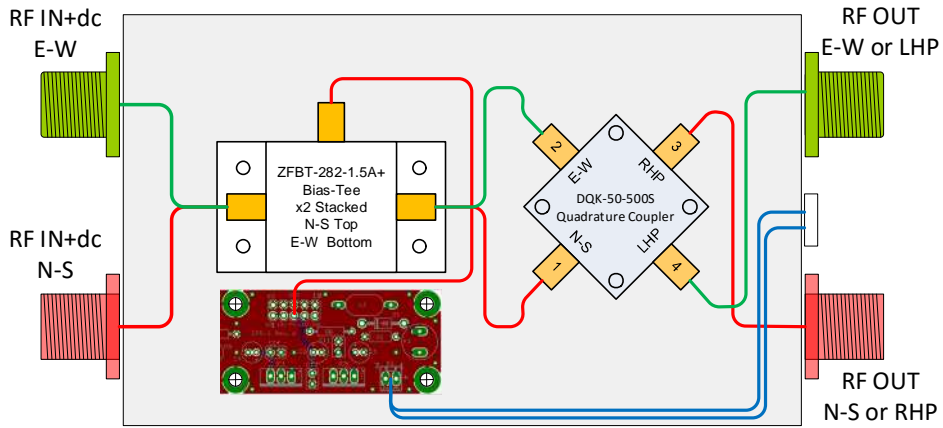 RF IN+dc
E-W
RF OUT
E-W or LHP
ZFBT-282-1.5A+
Bias-Tee
x2 Stacked
N-S Top
E-W Bottom
2
E-W
3
RHP
DQK-50-500S
Quadrature Coupler
N-S
1
LHP
4
RF IN+dc
N-S
RF OUT
N-S or RHP